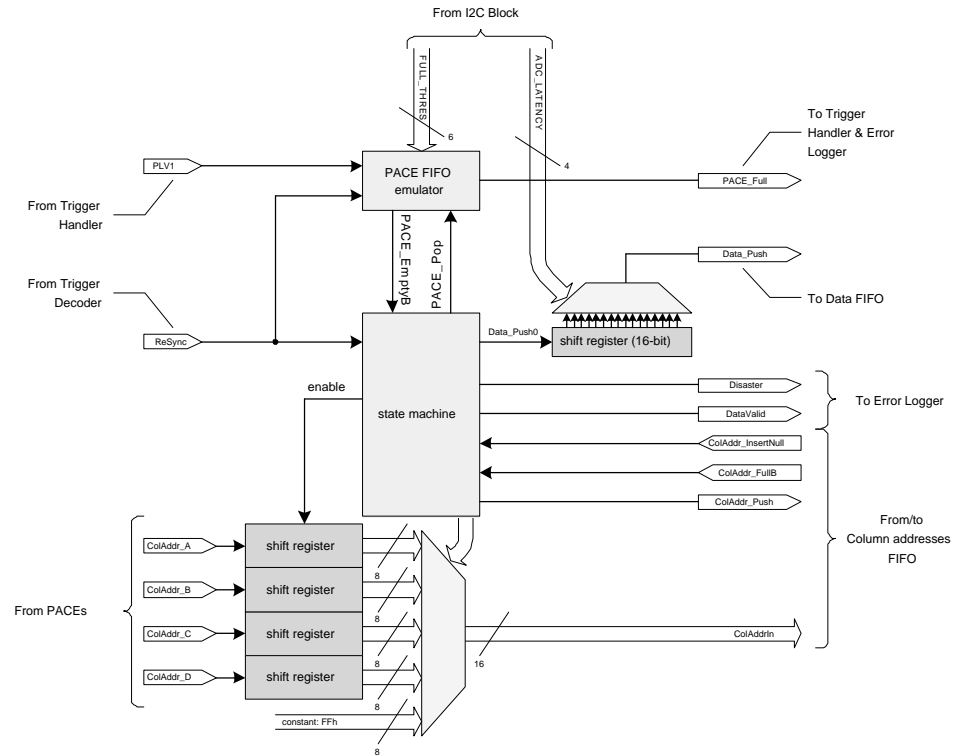 From I2C Block
FULL_THRES
ADC_LATENCY
6
4
To Trigger
Handler & Error
Logger
PLV1
PACE FIFO
emulator
PACE_Full
From Trigger
Handler
PACE_EmptyB
PACE_Pop
Data_Push
From Trigger
Decoder
To Data FIFO
ReSync
Data_Push0
shift register (16-bit)
enable
state machine
Disaster
DataValid
To Error Logger
ColAddr_InsertNull
ColAddr_FullB
ColAddr_Push
From/to
Column addresses
FIFO
From PACEs
ColAddr_A
shift register
8
ColAddr_B
shift register
8
ColAddr_C
shift register
8
ColAddr_D
shift register
8
16
ColAddrIn
constant: FFh
8